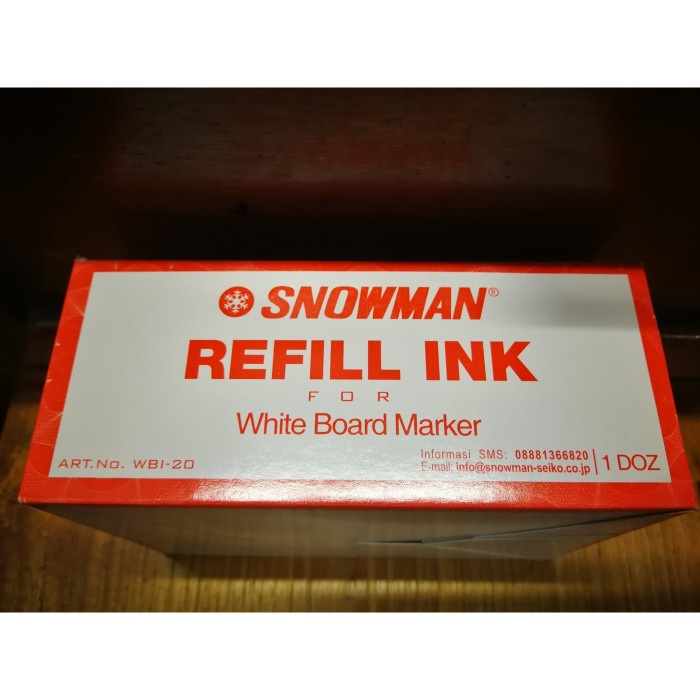 SNOWMAN®
REFILL INK
FOR
White Board Marker
ART.No. WBI-20
Informasi SMS: 08881366820
E-mail: info@snowman-seiko.co.jp
1 DOZ